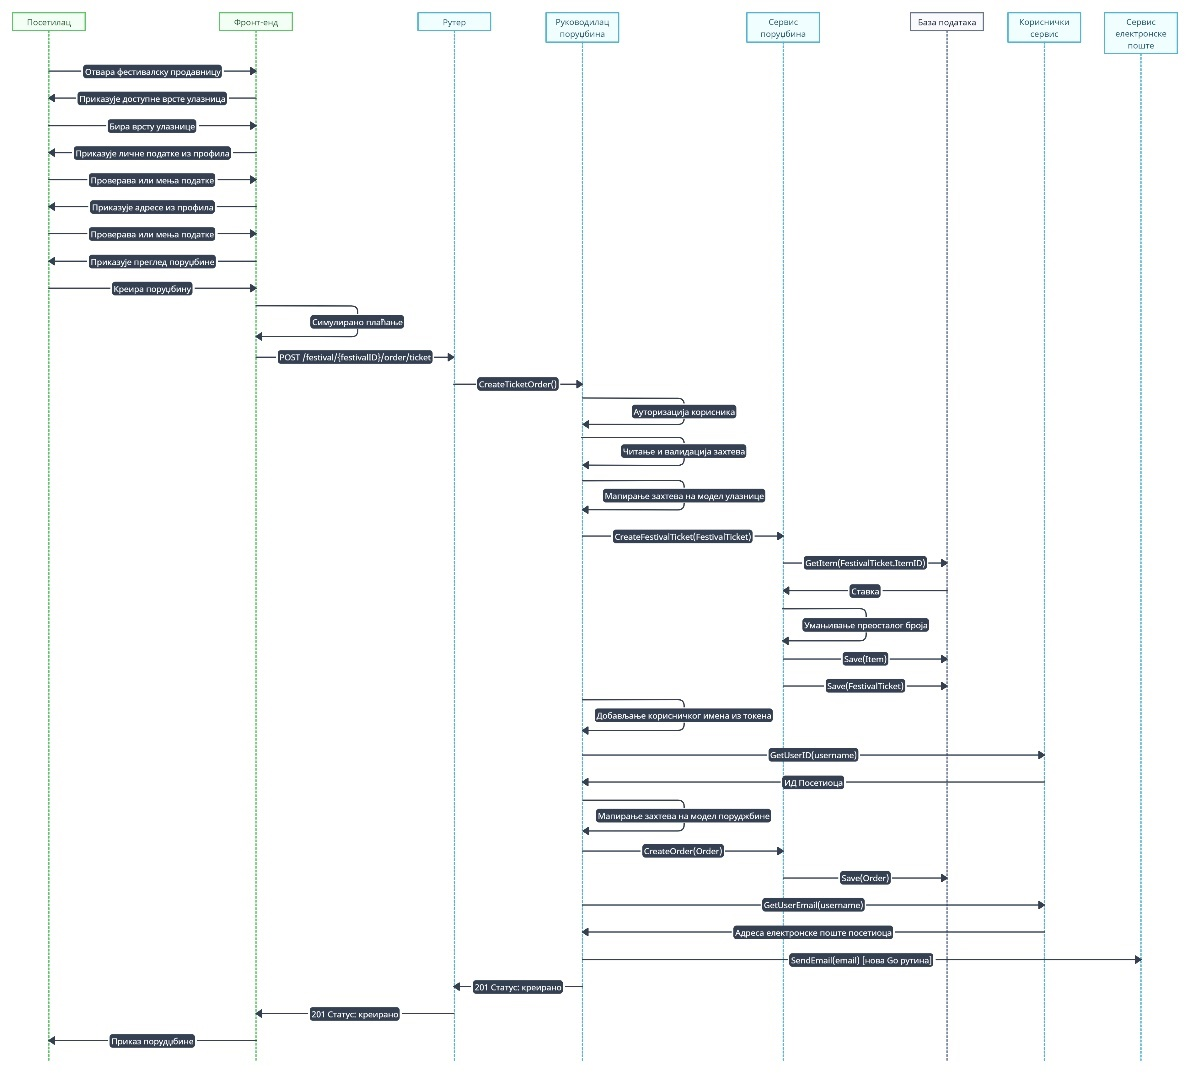 Посетилац
Фронт-енд
Рутер
Руководилац
поруџбина
Сервис
поруџбина
База података
Кориснички
сервис
Сервис
електронске
поште
Отвара фестивалску продавницу
Приказује доступне врсте улазница
Бира врсту улазнице
Приказује личне податке из профила
Проверава или мења податке
Приказује адресе из профила
Проверава или мења податке
Приказује преглед поруџбине
Креира поруџбину
Симулирано плаћање
POST /festival/{festivalID}/order/ticket
CreateTicketOrder()
Ауторизација корисника
Читање и валидација захтева
Мапирање захтева на модел улазнице
CreateFestivalTicket(FestivalTicket)
GetItem(FestivalTicket.ItemID)
Ставка
Умањивање преосталог броја
Save(Item)
Save(FestivalTicket)
Добављање корисничког имена из токена
GetUserID(username)
ИД Посетиоца
Мапирање захтева на модел поруджбине
CreateOrder(Order)
Save(Order)
GetUserEmail(username)
Адреса електронске поште посетиоца
SendEmail(email) [нова Go рутина]
201 Статус: креирано
201 Статус: креирано
Приказ порудџбине